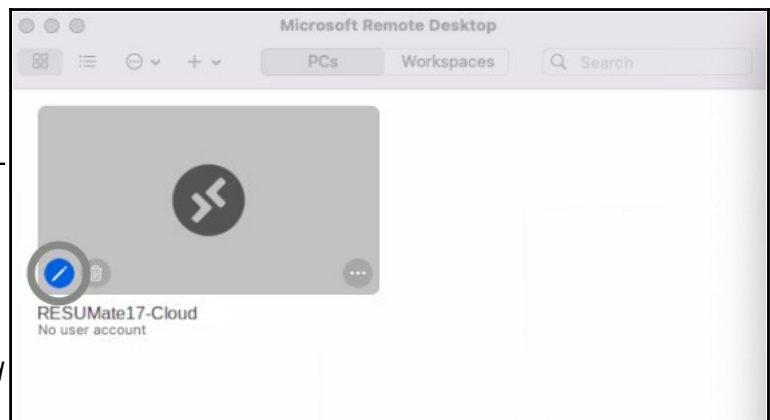 Microsoft Remote Desktop
PCs
Workspaces
Search
RESUMate17-Cloud
No user account